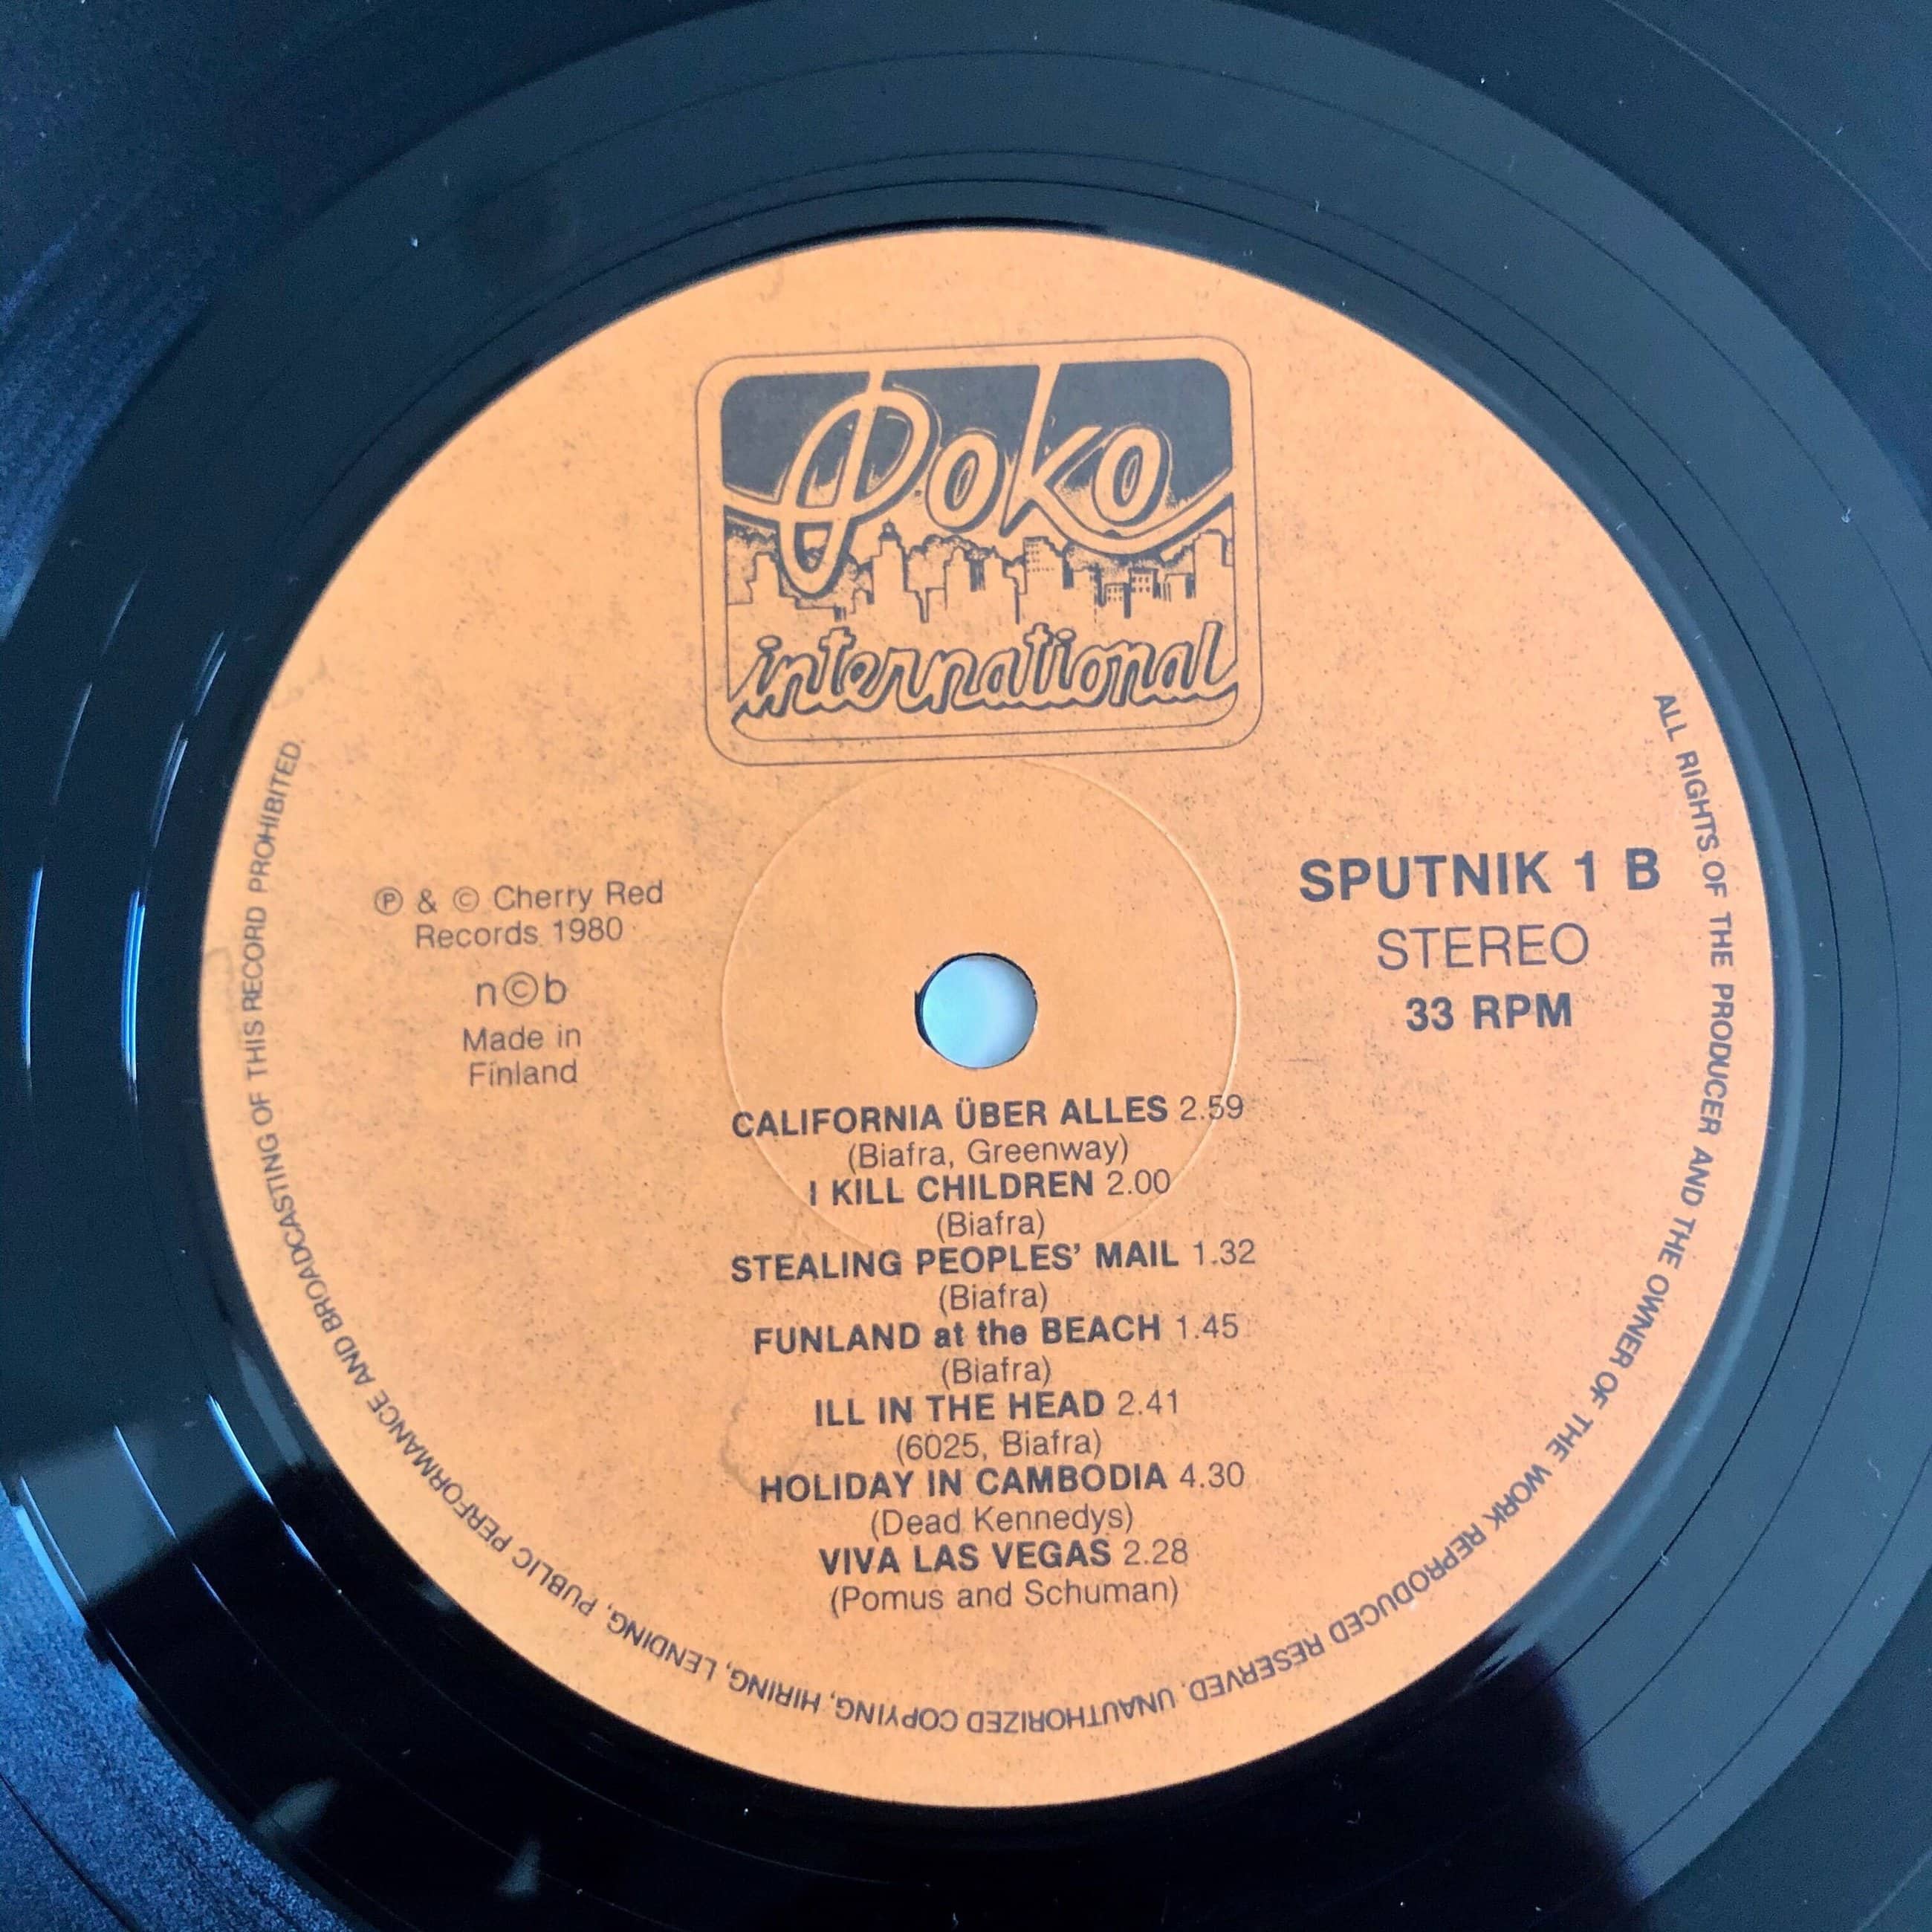 Poko
international
℗ & © Cherry Red
Records 1980
n©b
Made in
Finland
SPUTNIK 1 B
STEREO
33 RPM
CALIFORNIA ÜBER ALLES 2.59
(Biafra, Greenway)
I KILL CHILDREN 2.00
(Biafra)
STEALING PEOPLES' MAIL 1.32
(Biafra)
FUNLAND at the BEACH 1.45
(Biafra)
ILL IN THE HEAD 2.41
(6025, Biafra)
HOLIDAY IN CAMBODIA 4.30
(Dead Kennedys)
VIVA LAS VEGAS 2.28
(Pomus and Schuman)
ALL RIGHTS OF THE PRODUCER AND THE OWNER OF THE WORK REPRODUCED RESERVED. UNAUTHORIZED COPYING, HIRING, LENDING, PUBLIC PERFORMANCE AND BROADCASTING OF THIS RECORD PROHIBITED.